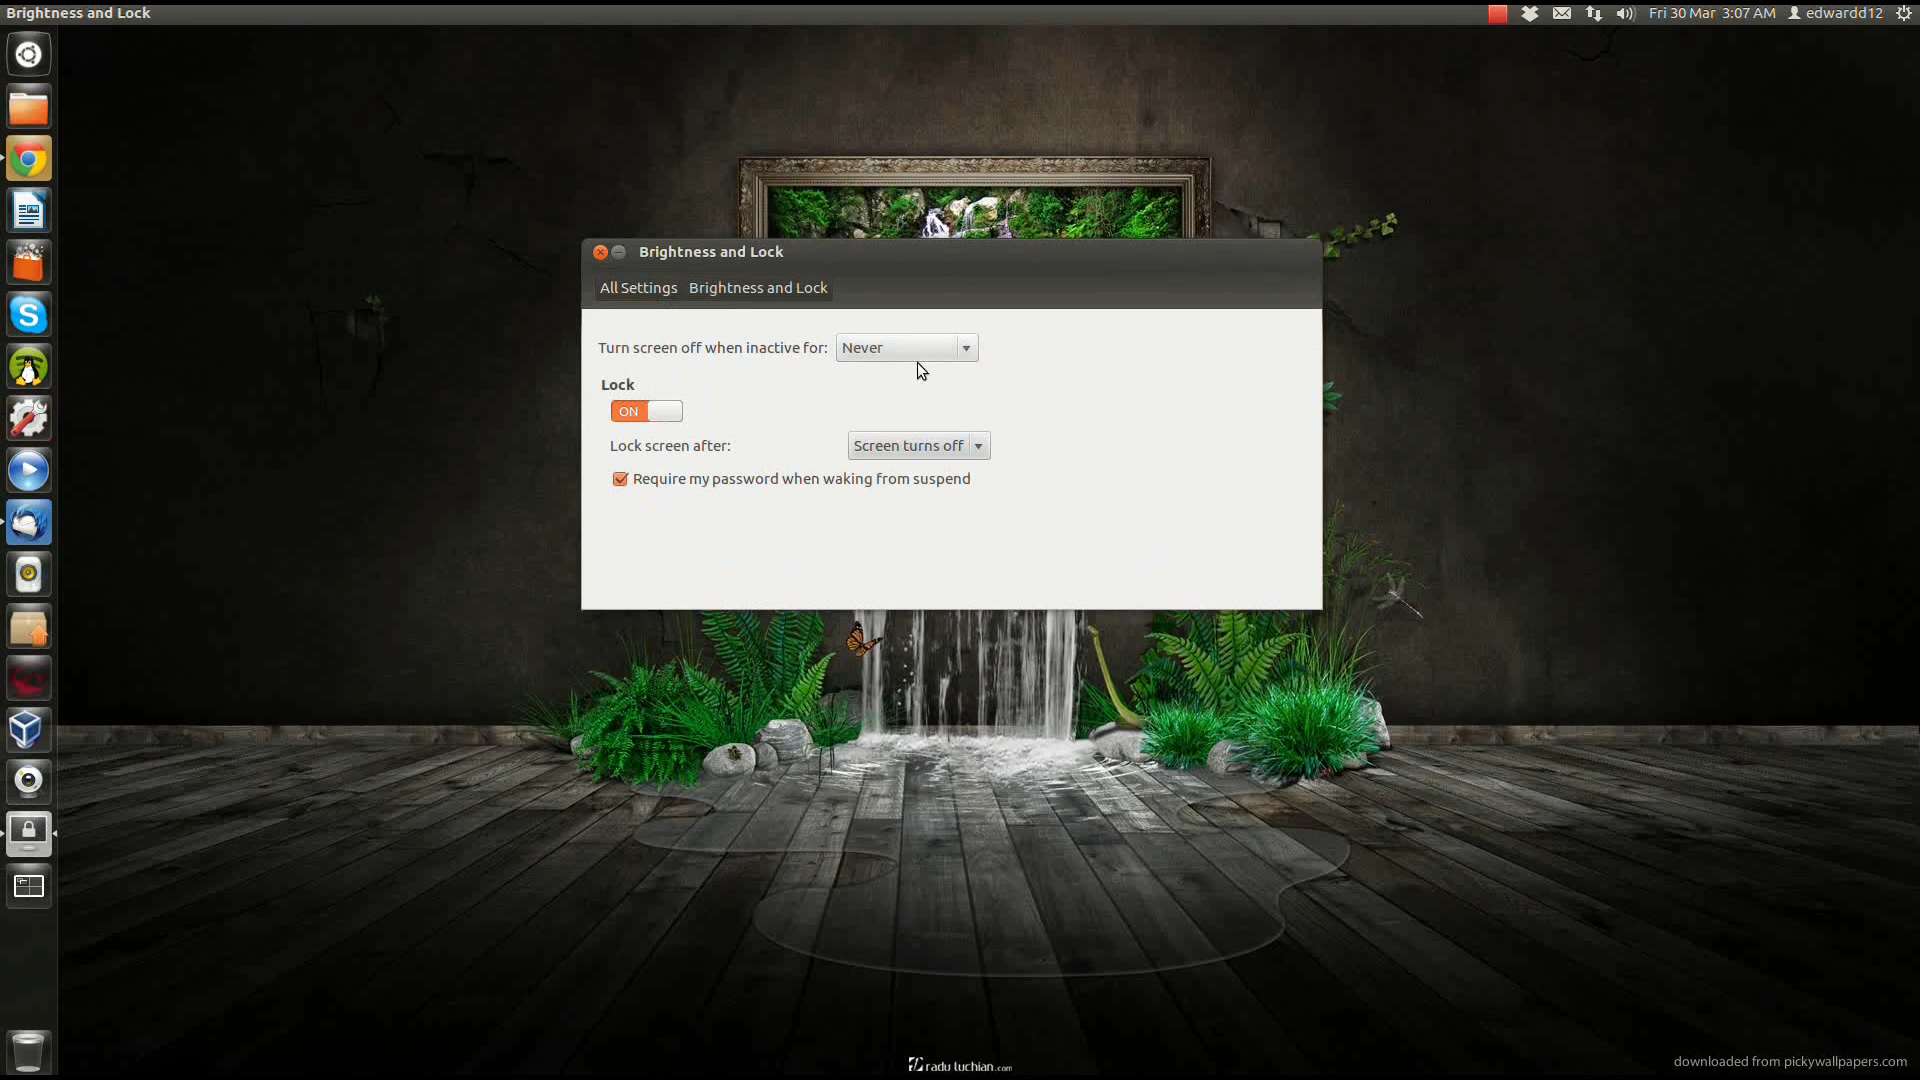 Brightness and Lock
Fri 30 Mar 3:07 AM edwardd12
Brightness and Lock
All Settings Brightness and Lock
Turn screen off when inactive for: Never
Lock
ON
Lock screen after: Screen turns off
Require my password when waking from suspend
S
radu luchian.com
downloaded from pickywallpapers.com